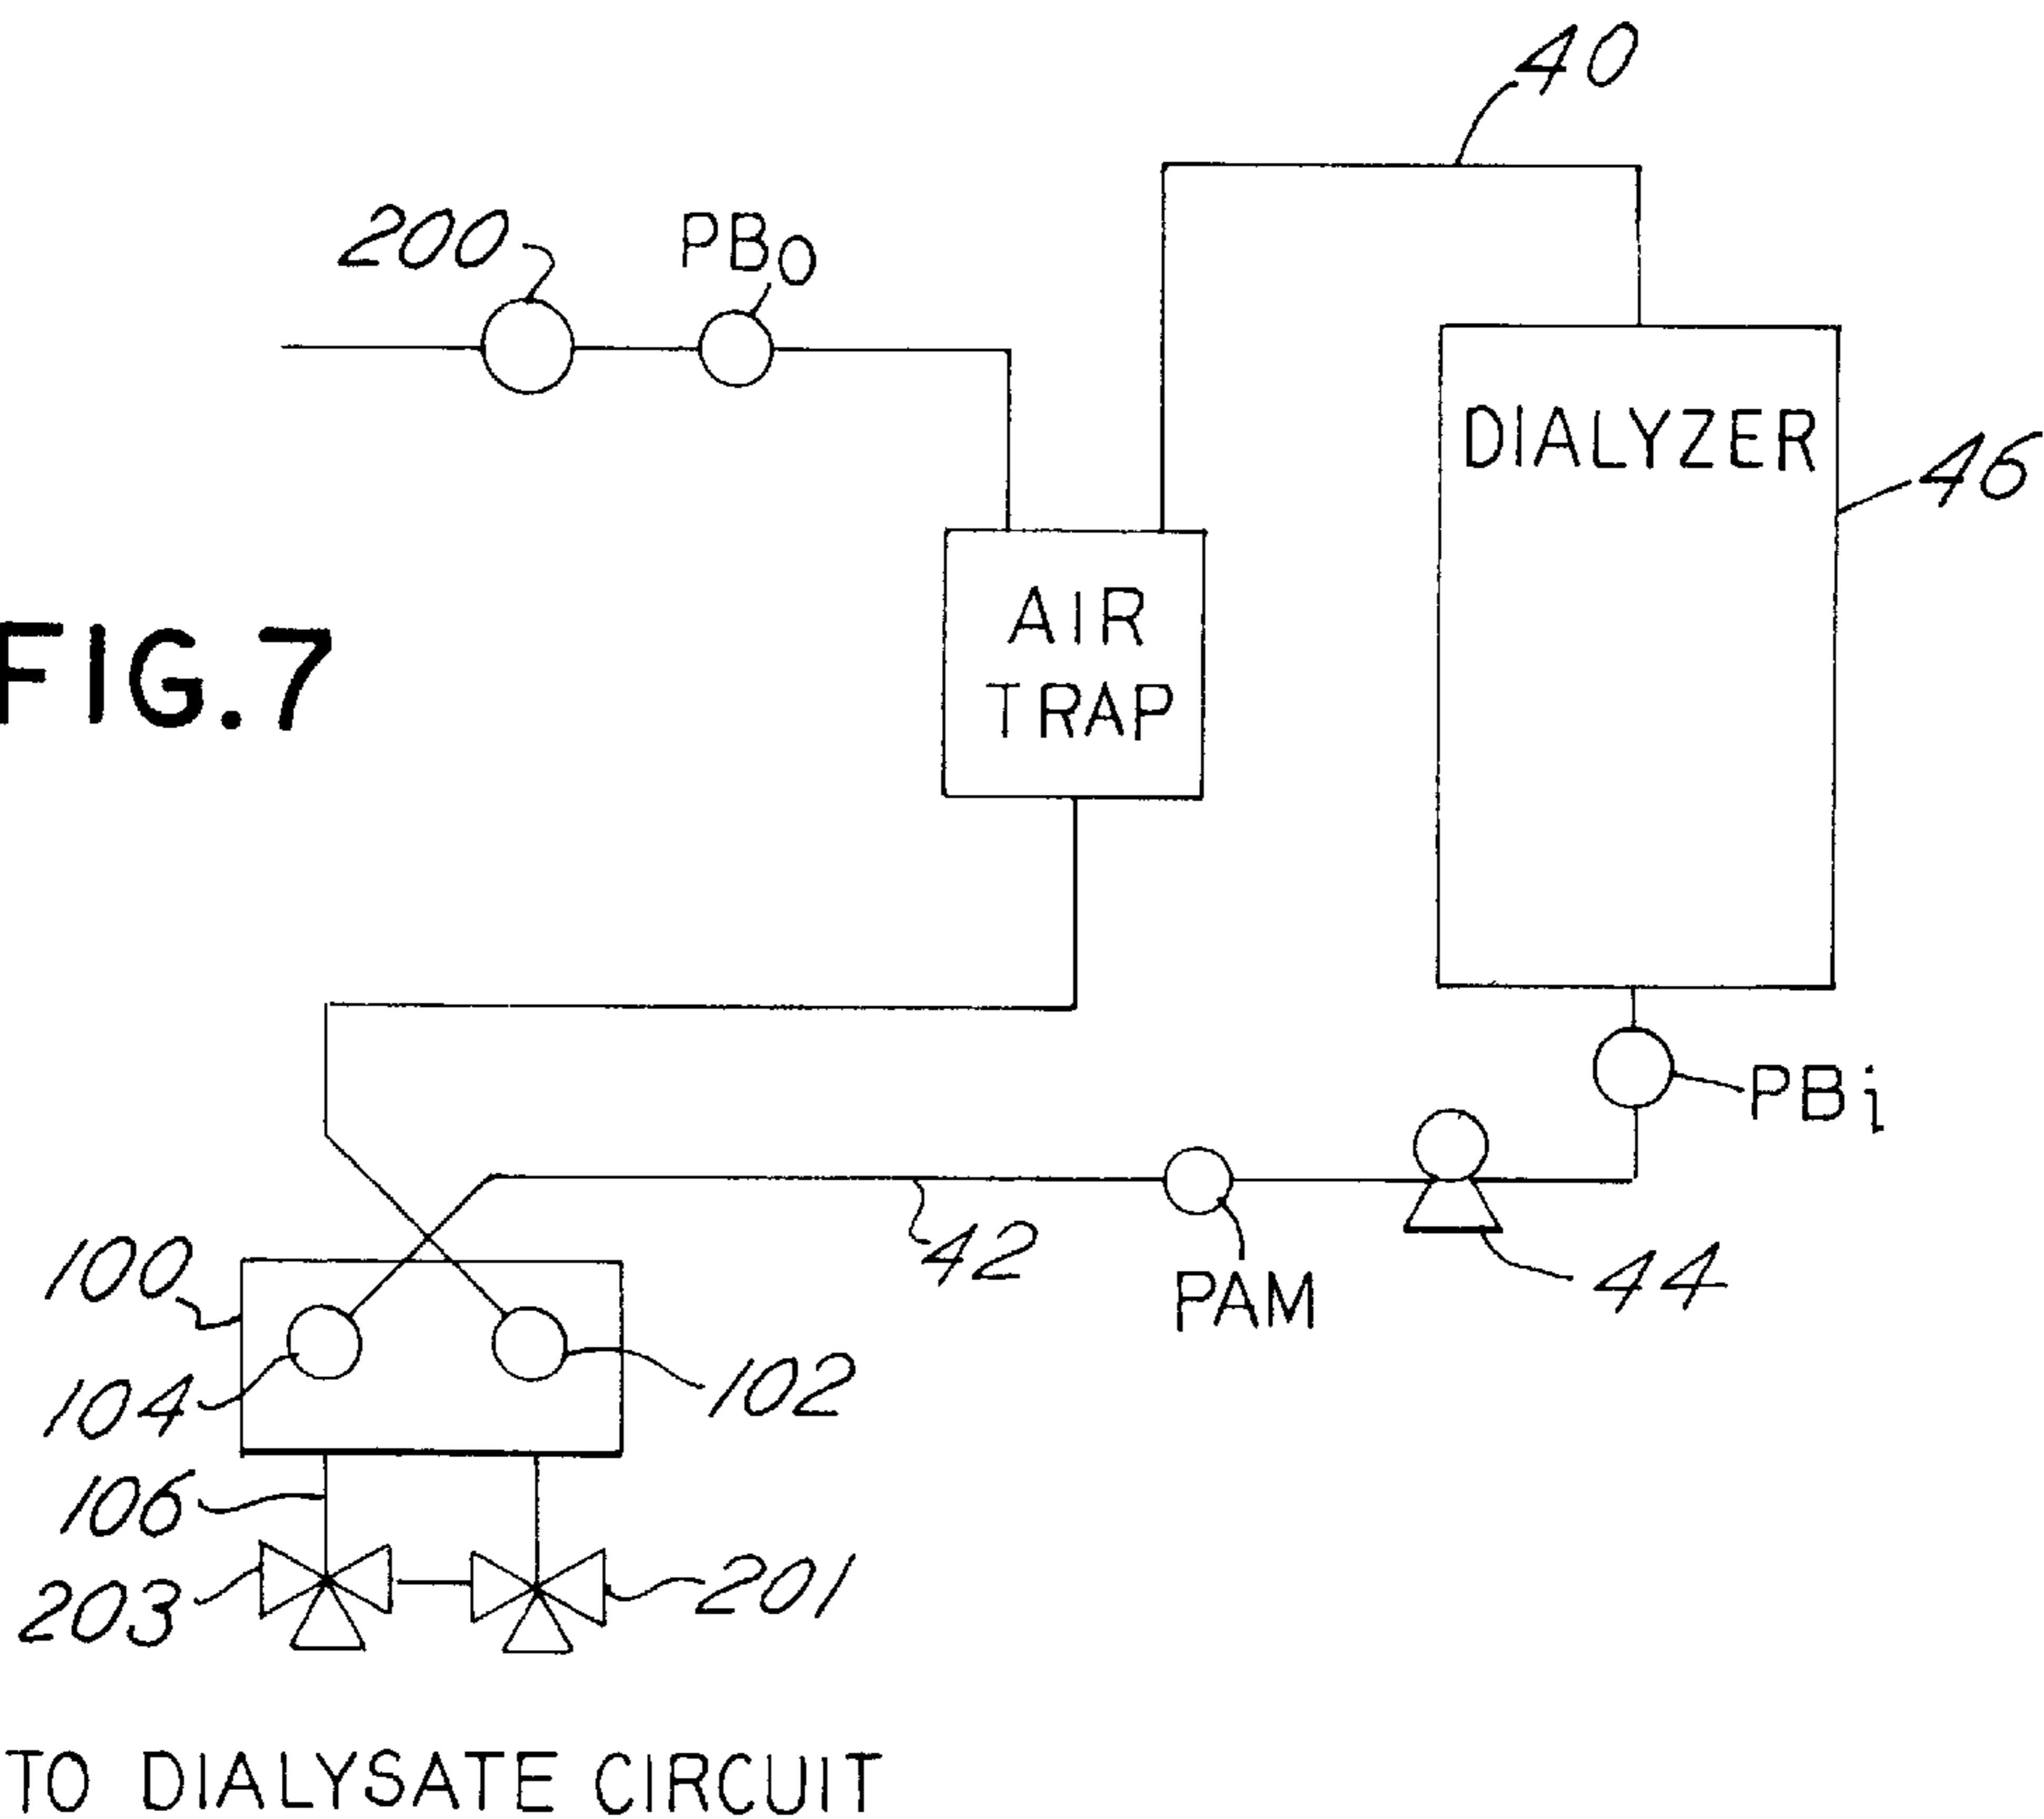 40
200
PBo
DIALYZER
46
AIR
TRAP
FIG.7
PBi
42
PAM
44
100
102
104
106
203
201
TO DIALYSATE CIRCUIT